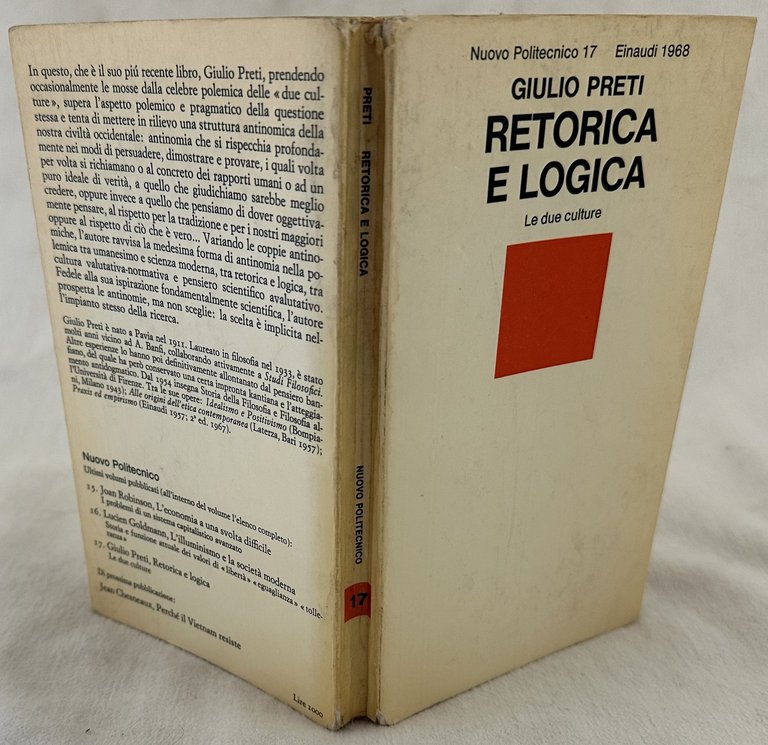 In questo, che è il suo piú recente libro, Giulio Preti, prendendo
occasionalmente le mosse dalla celebre polemica delle « due cul-
ture », supera l'aspetto polemico e pragmatico della questione
stessa e tenta di mettere in rilievo una struttura antinomica della
nostra civiltà occidentale: antinomia che si rispecchia profonda-
mente nei modi di persuadere, dimostrare e provare, i quali volta
per volta si richiamano o al concreto dei rapporti umani o ad un
puro ideale di verità, a quello che giudichiamo sarebbe meglio
credere, oppure invece a quello che pensiamo di dover oggettiva-
mente pensare, al rispetto per la tradizione e per i nostri maggiori
oppure al rispetto di ciò che è vero... Variando le coppie antino-
miche, l'autore ravvisa la medesima forma di antinomia nella po-
lemica tra umanesimo e scienza moderna, tra retorica e logica, tra
cultura valutativa-normativa e pensiero scientifico avalutativo.
Fedele alla sua ispirazione fondamentalmente scientifica, l'autore
prospetta le antinomie, ma non sceglie: la scelta è implicita nel-
l'impianto stesso della ricerca.
Giulio Preti è nato a Pavia nel 1911. Laureato in filosofia nel 1933, è stato
molti anni vicino ad A. Banfi, collaborando attivamente a Studi Filosofici.
Altre esperienze lo hanno poi definitivamente allontanato dal pensiero ban-
fiano, del quale ha però conservato una certa impronta kantiana e l'atteggia-
mento antidogmatico. Dal 1954 insegna Storia della Filosofia e Filosofia al-
l'Università di Firenze. Tra le sue opere: Idealismo e Positivismo (Bompia-
ni, Milano 1943); Alle origini dell'etica contemporanea (Laterza, Bari 1957);
Praxis ed empirismo (Einaudi 1957; 2ª ed. 1967).
Nuovo Politecnico
Ultimi volumi pubblicati (all'interno del volume l'elenco completo):
15. Joan Robinson, L'economia a una svolta difficile
I problemi di un sistema capitalistico avanzato
16. Lucien Goldmann, L'illuminismo e la società moderna
Storia e funzione attuale dei valori di « libertà » « eguaglianza » « tolle-
ranza »
17. Giulio Preti, Retorica e logica
Le due culture
Di prossima pubblicazione:
Jean Chesneaux, Perché il Vietnam resiste
Lire 1000
PRETI RETORICA E LOGICA
NUOVO POLITECNICO
17
Nuovo Politecnico 17 Einaudi 1968
GIULIO PRETI
RETORICA
E LOGICA
Le due culture